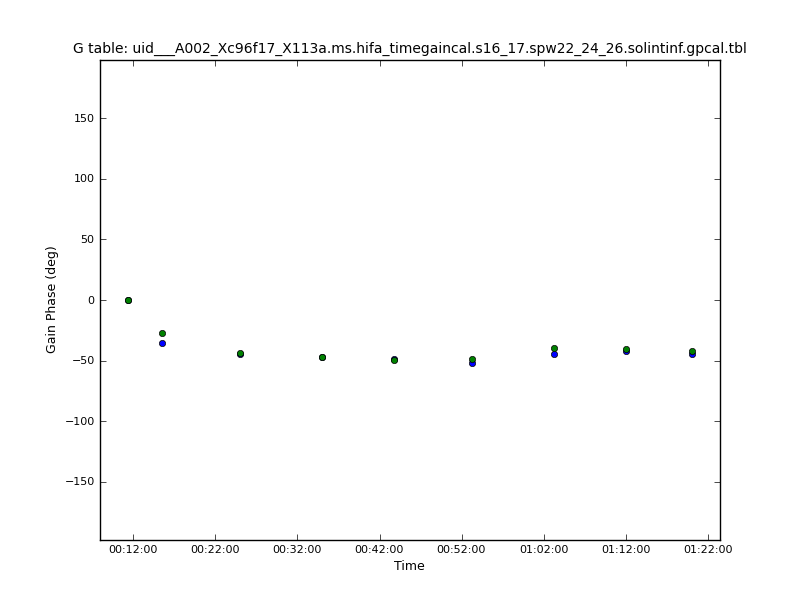 G table: uid___A002_Xc96f17_X113a.ms.hifa_timegaincal.s16_17.spw22_24_26.solintinf.gpcal.tbl
150
100
50
0
−50
−100
−150
Gain Phase (deg)
00:12:00 00:22:00 00:32:00 00:42:00 00:52:00 01:02:00 01:12:00 01:22:00
Time